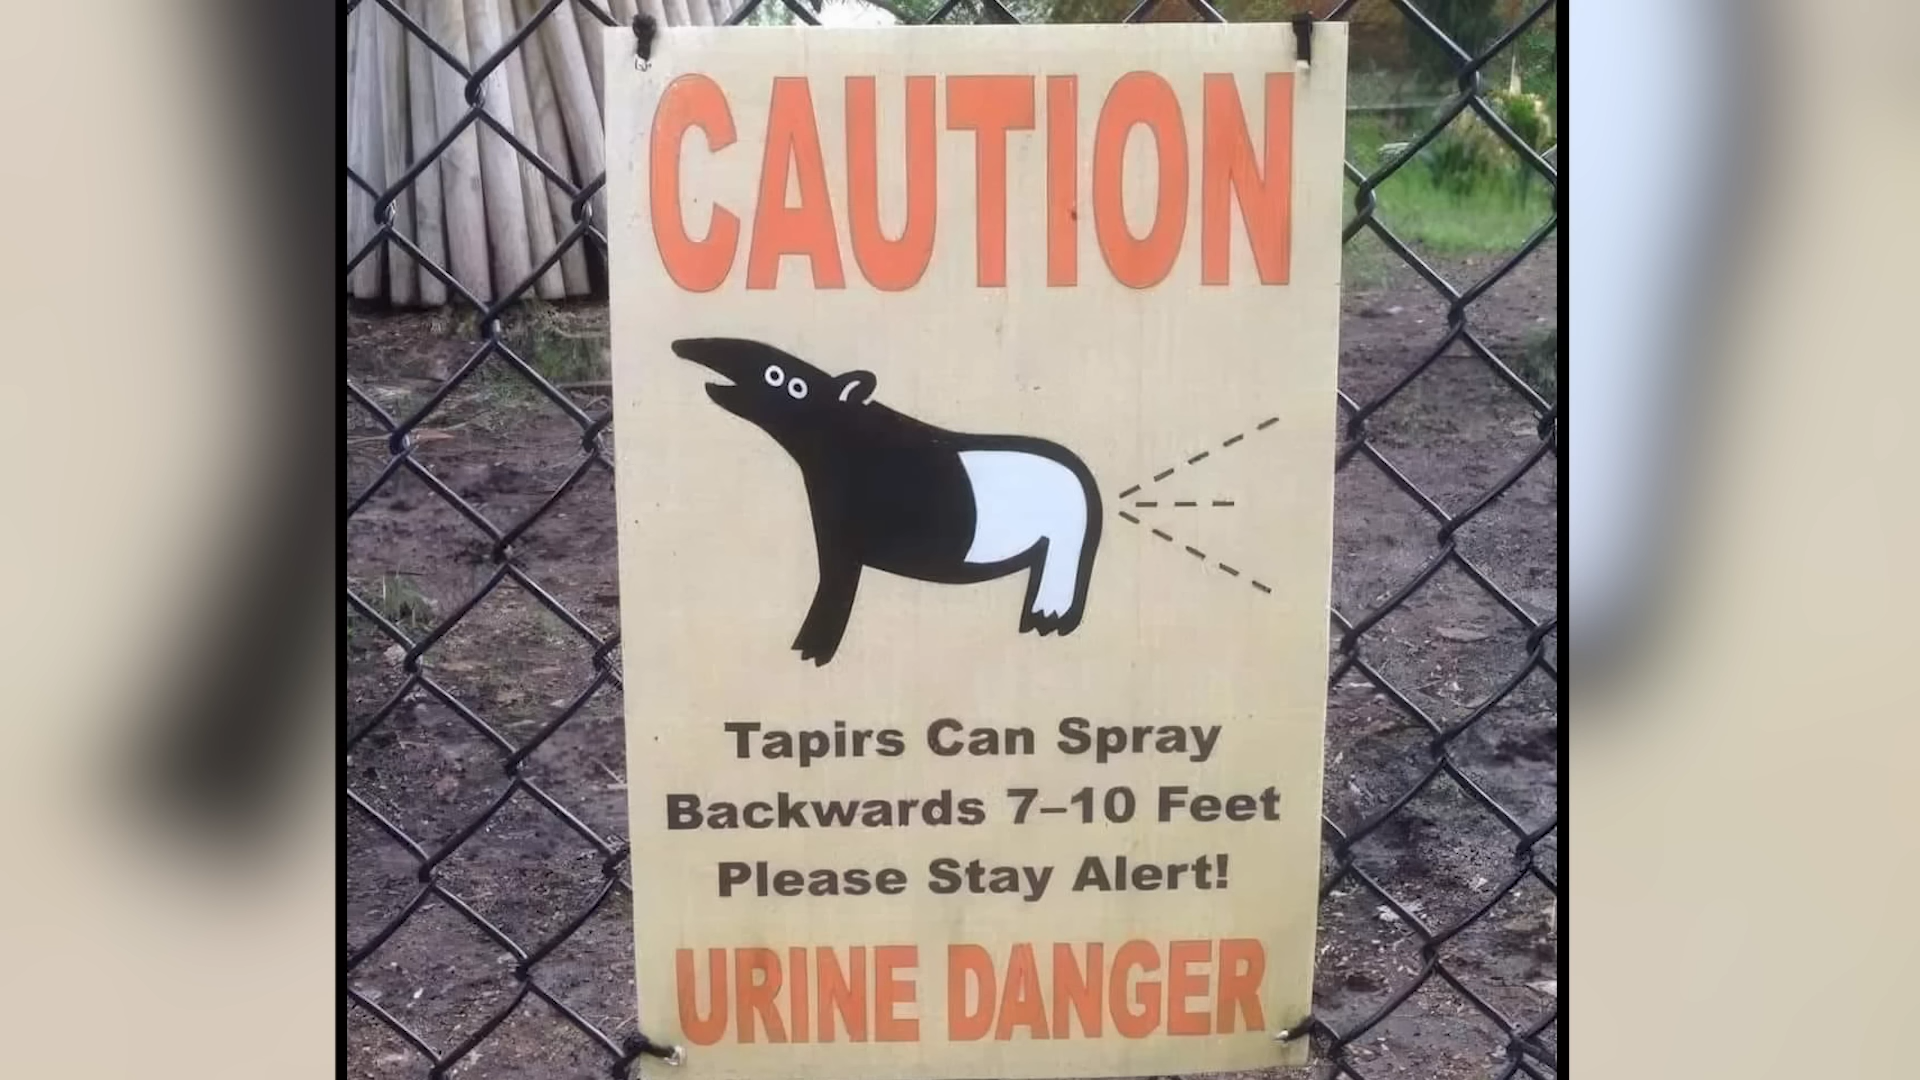 CAUTION
Tapirs Can Spray
Backwards 7–10 Feet
Please Stay Alert!
URINE DANGER